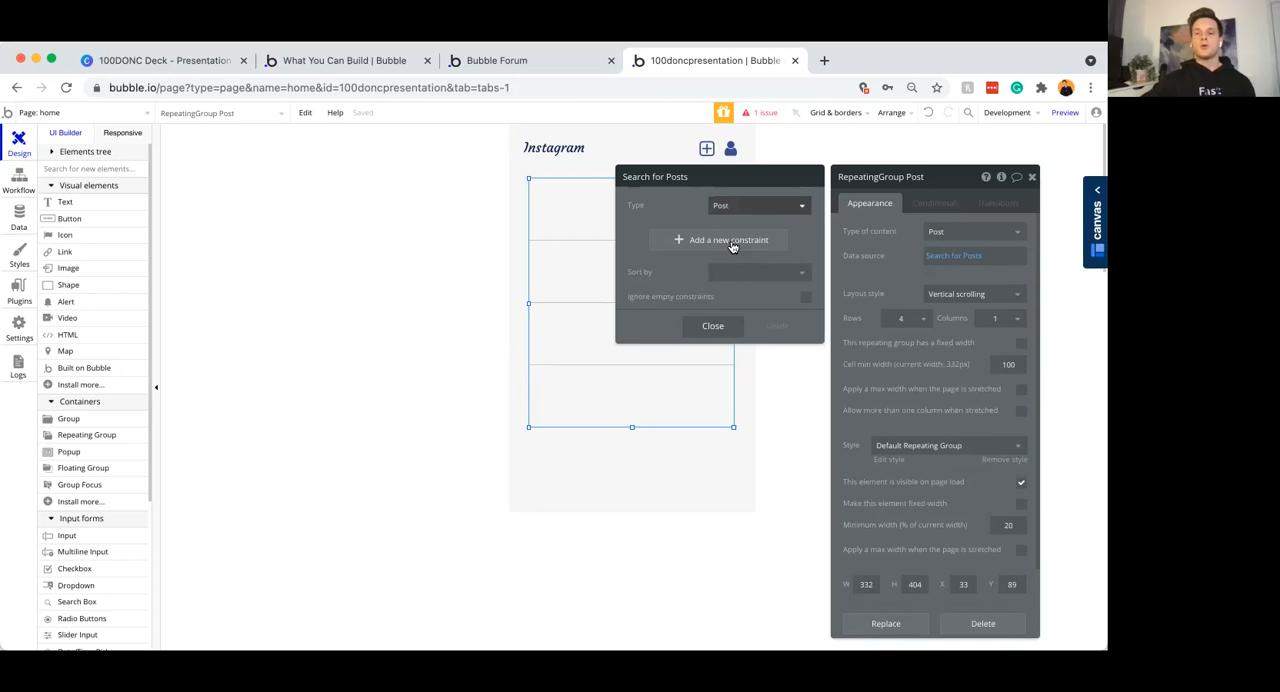 100DONC Deck - Presentation
What You Can Build | Bubble
Bubble Forum
100doncpresentation | Bubble
bubble.io/page?type=page&name=home&id=100doncpresentation&tab=tabs-1
Page: home
RepeatingGroup Post
Edit
Help
Saved
1 issue
Grid & borders
Arrange
Development
Preview
Design
Workflow
Data
Styles
Plugins
Settings
Logs
UI Builder
Responsive
Elements tree
Search for new elements...
Visual elements
Text
Button
Icon
Link
Image
Shape
Alert
Video
HTML
Map
Built on Bubble
Install more...
Containers
Group
Repeating Group
Popup
Floating Group
Group Focus
Install more...
Input forms
Input
Multiline Input
Checkbox
Dropdown
Search Box
Radio Buttons
Slider Input
Instagram
Search for Posts
Type
Post
Add a new constraint
Sort by
Ignore empty constraints
Close
RepeatingGroup Post
Appearance
Conditional
Transitions
Type of content
Post
Data source
Search for Posts
Layout style
Vertical scrolling
Rows
4
Columns
1
This repeating group has a fixed width
Cell min width (current width: 332px)
100
Apply a max width when the page is stretched
Allow more than one column when stretched
Style
Default Repeating Group
Edit style
Remove style
This element is visible on page load
Make this element fixed-width
Minimum width (% of current width)
20
Apply a max width when the page is stretched
W
332
H
404
X
33
Y
89
Replace
Delete
canvas
Fast